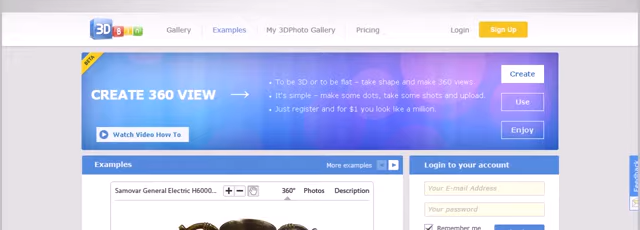 3D BIN
Gallery Examples My 3DPhoto Gallery Pricing Login Sign Up
BETA
To be 3D or to be flat – take shape and make 360 views.
Create
CREATE 360 VIEW
It's simple – make some dots, take some shots and upload.
Use
Just register and for $1 you look like a million.
Watch Video How To
Enjoy
Examples More examples
Login to your account
Feedback
Samovar General Electric H6000... 360° Photos Description
Your E-mail Address
Your password
Remember me